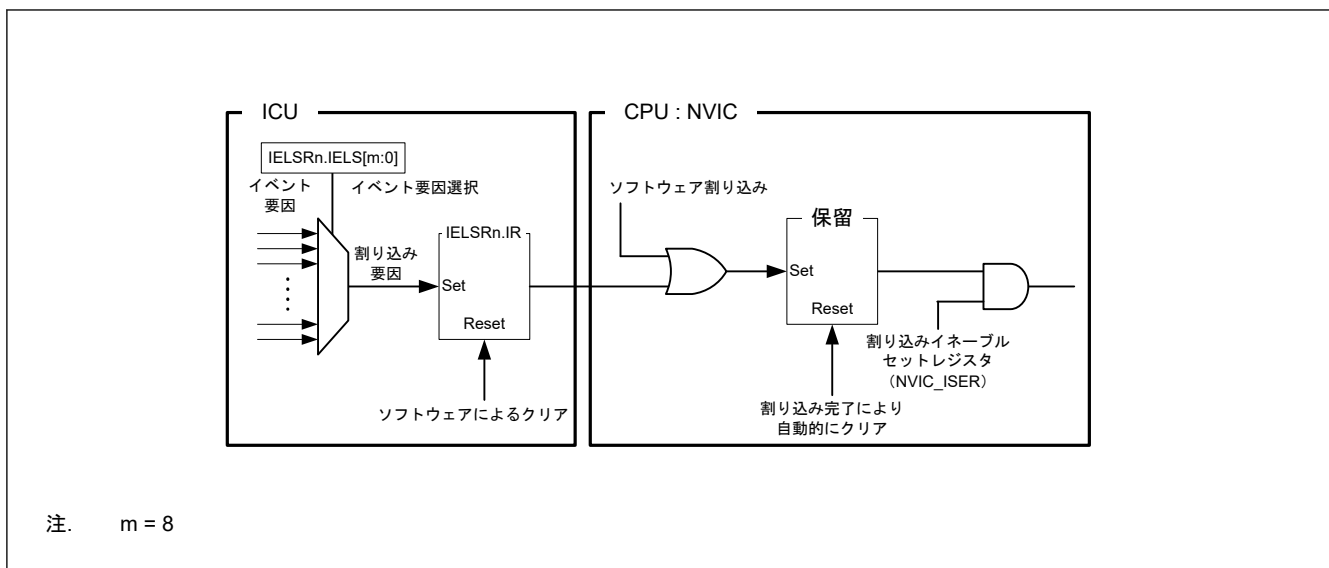 ICU
CPU : NVIC
IELSRn.IELS[m:0]
イベント
要因
イベント要因選択
割り込み
要因
IELSRn.IR
Set
Reset
ソフトウェアによるクリア
ソフトウェア割り込み
保留
Set
Reset
割り込み完了により
自動的にクリア
割り込みイネーブル
セットレジスタ
（NVIC_ISER）
注. m = 8